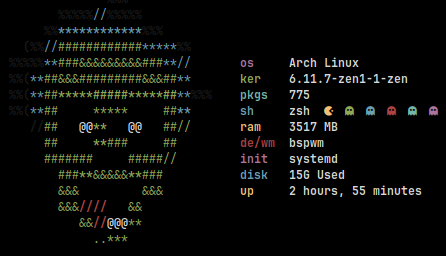 os Arch Linux
ker 6.11.7-zen1-1-zen
pkgs 775
sh zsh
ram 3517 MB
de/wm bspwm
init systemd
disk 15G Used
up 2 hours, 55 minutes